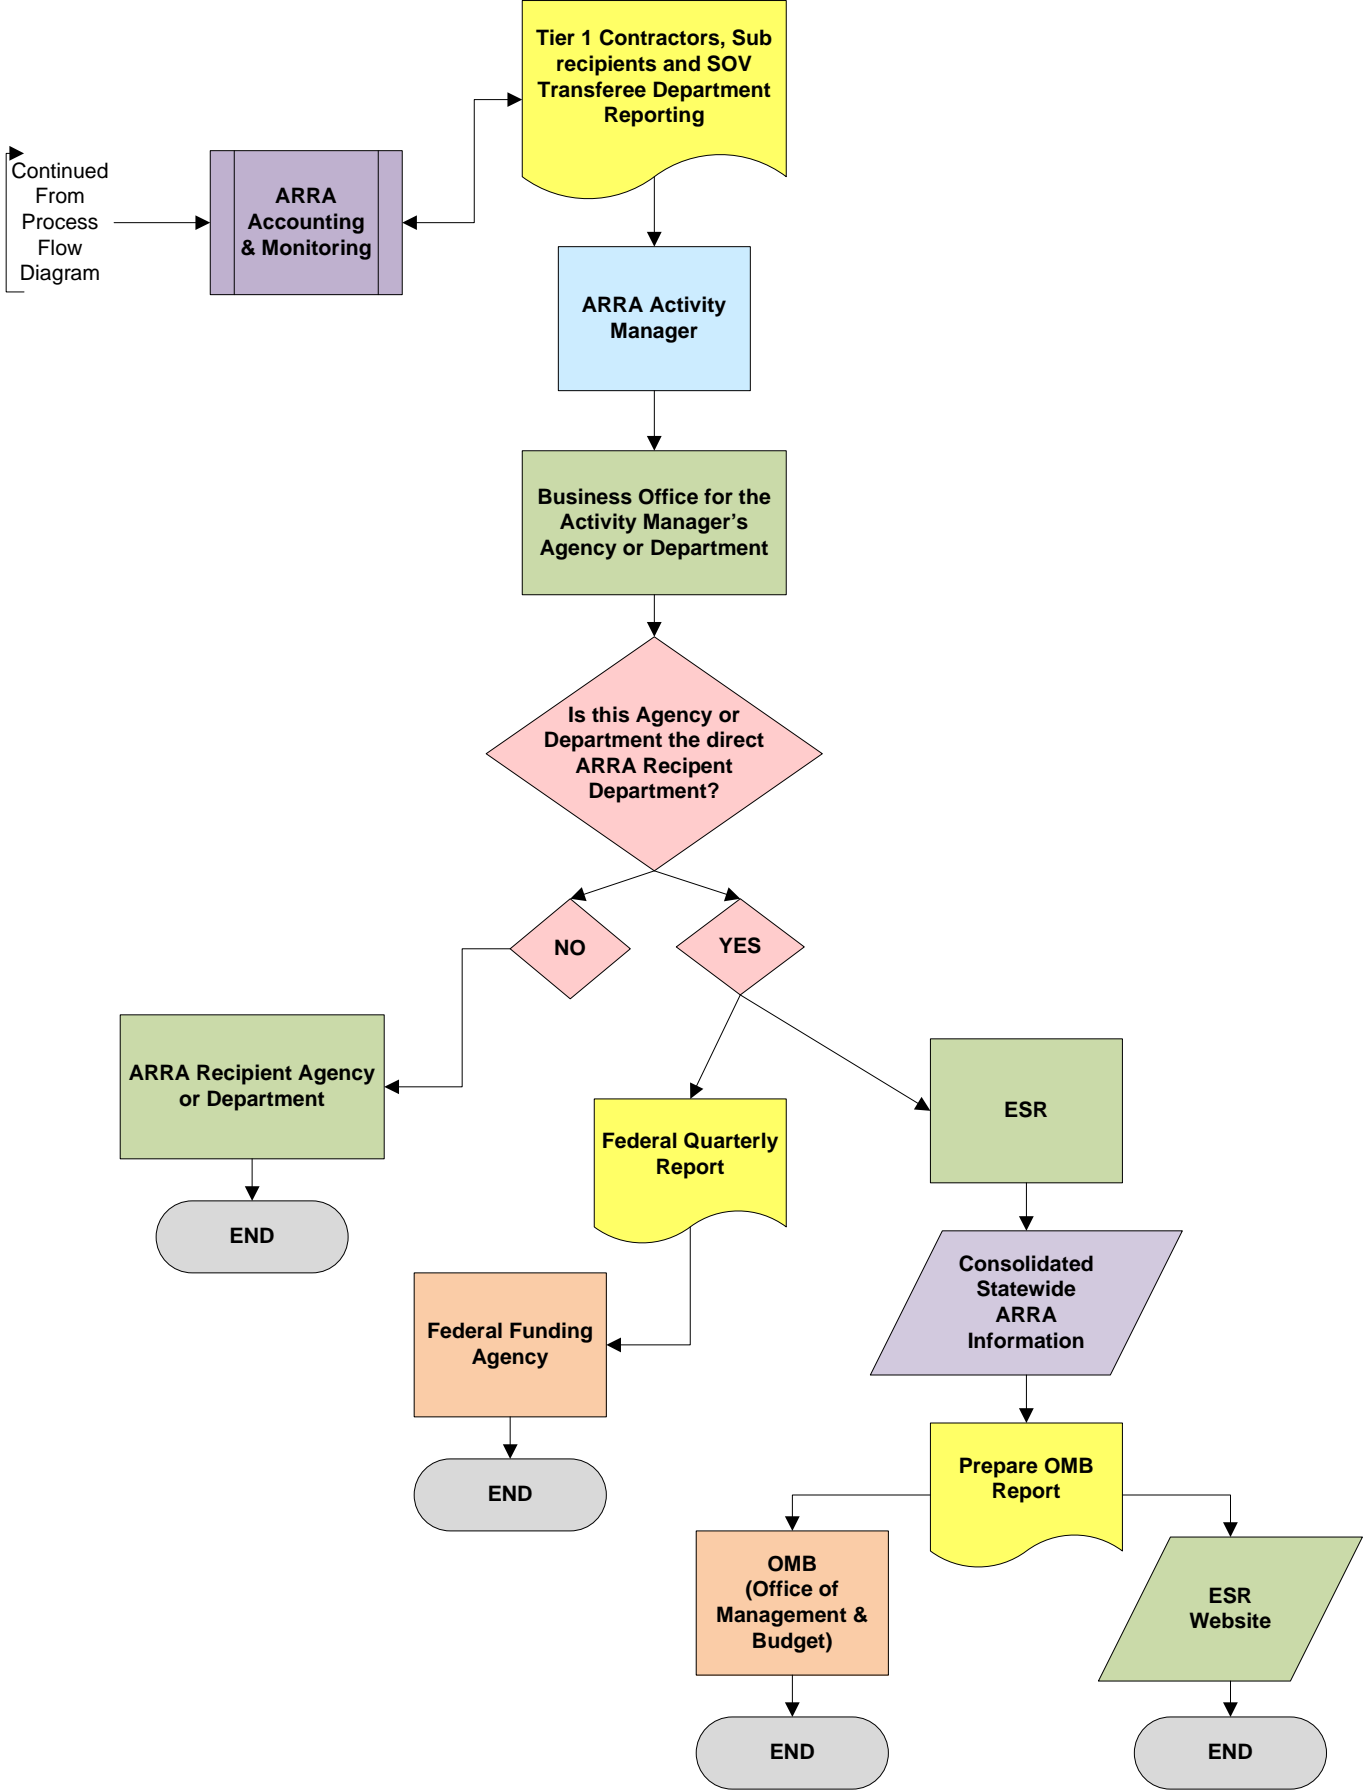 Tier 1 Contractors, Sub
recipients and SOV
Transferee Department
Reporting
Continued
From
Process
Flow
Diagram
ARRA
Accounting
& Monitoring
ARRA Activity
Manager
Business Office for the
Activity Manager’s
Agency or Department
Is this Agency or
Department the direct
ARRA Recipent
Department?
NO
YES
ARRA Recipient Agency
or Department
END
Federal Quarterly
Report
ESR
Federal Funding
Agency
END
Consolidated
Statewide
ARRA
Information
Prepare OMB
Report
OMB
(Office of
Management &
Budget)
ESR
Website
END
END